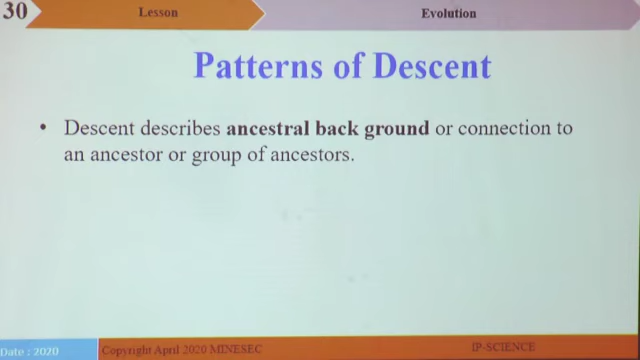 30
Lesson
Evolution
Patterns of Descent
• Descent describes ancestral back ground or connection to
an ancestor or group of ancestors.
Date : 2020
Copyright April 2020 MINESEC
IP-SCIENCE